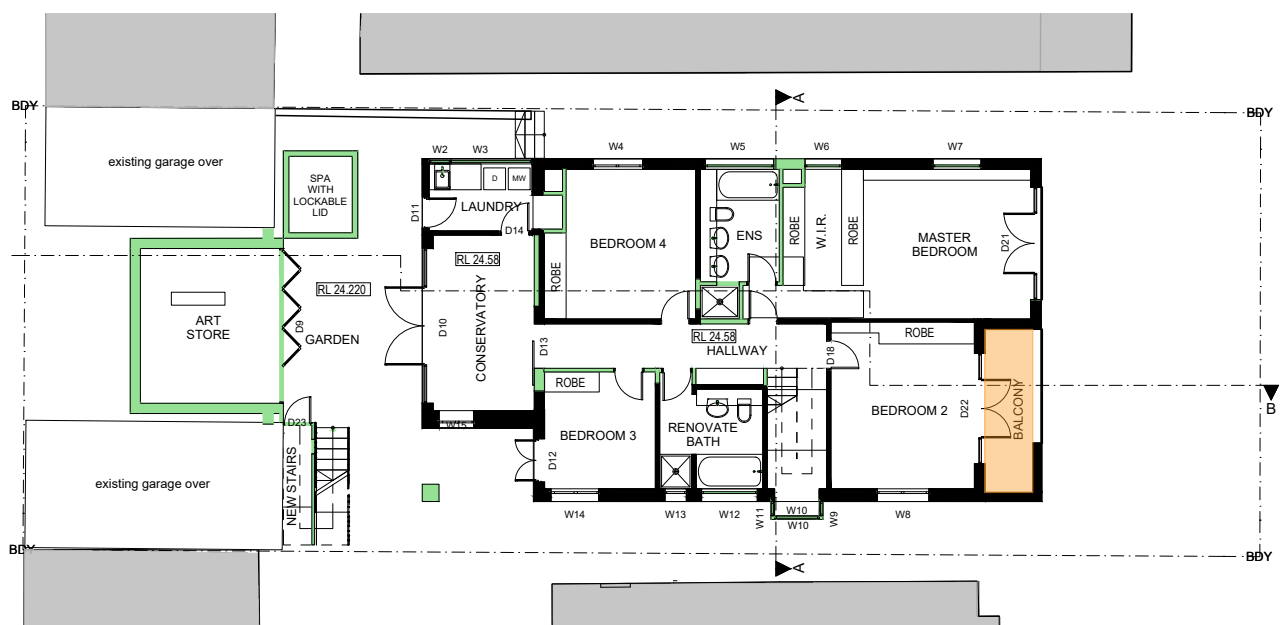 A
BDY
BDY
existing garage over
SPA
WITH
LOCKABLE
LID
W2
W3
W4
W5
W6
W7
D
MW
LAUNDRY
D11
D14
RL 24.58
BEDROOM 4
ROBE
ENS
ROBE
W.I.R.
ROBE
MASTER
BEDROOM
D21
RL 24.220
ART
STORE
D9
GARDEN
D10
CONSERVATORY
D13
RL 24.58
HALLWAY
D18
ROBE
ROBE
BEDROOM 2
D22
BALCONY
B
D23
W15
BEDROOM 3
D12
RENOVATE
BATH
existing garage over
NEW STAIRS
W14
W13
W12
W11
W10
W10
W9
W8
BDY
BDY
A